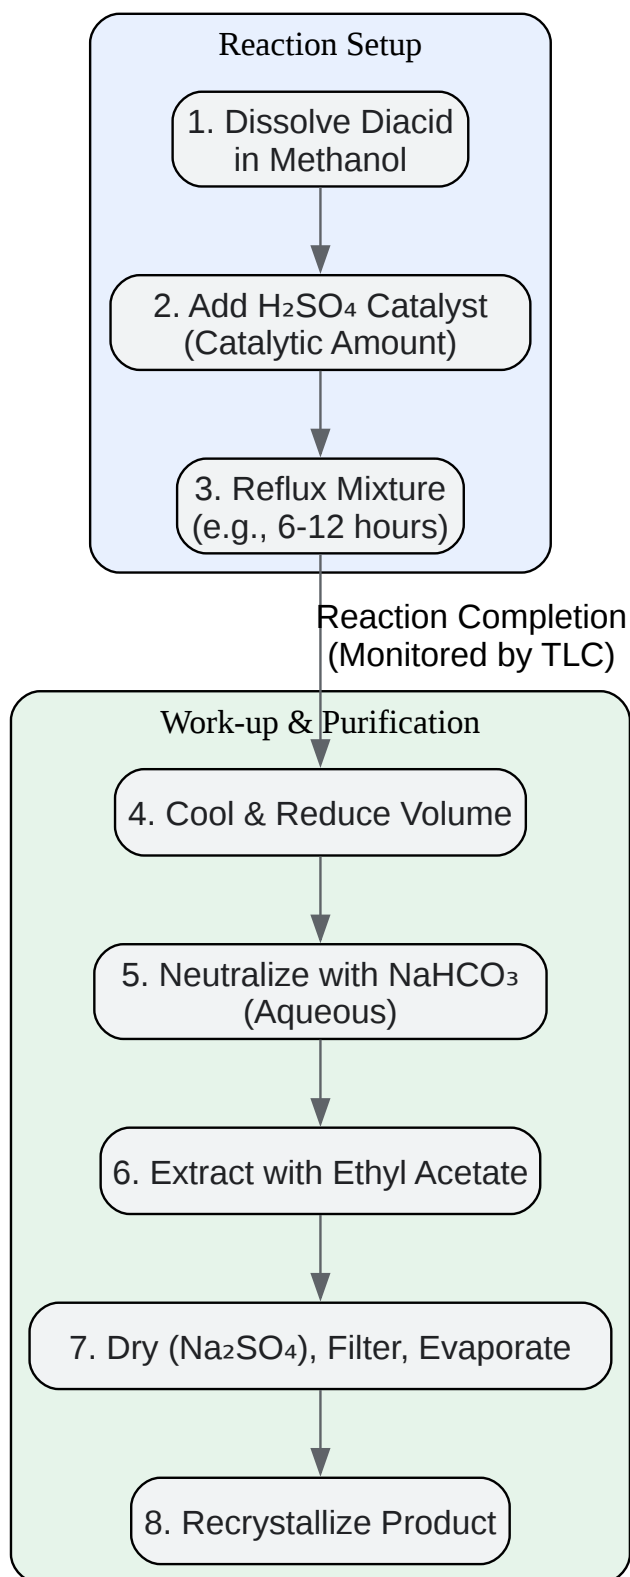 Reaction Setup
1. Dissolve Diacid
in Methanol
2. Add H₂SO₄ Catalyst
(Catalytic Amount)
3. Reflux Mixture
(e.g., 6-12 hours)
Reaction Completion
(Monitored by TLC)
Work-up & Purification
4. Cool & Reduce Volume
5. Neutralize with NaHCO₃
(Aqueous)
6. Extract with Ethyl Acetate
7. Dry (Na₂SO₄), Filter, Evaporate
8. Recrystallize Product